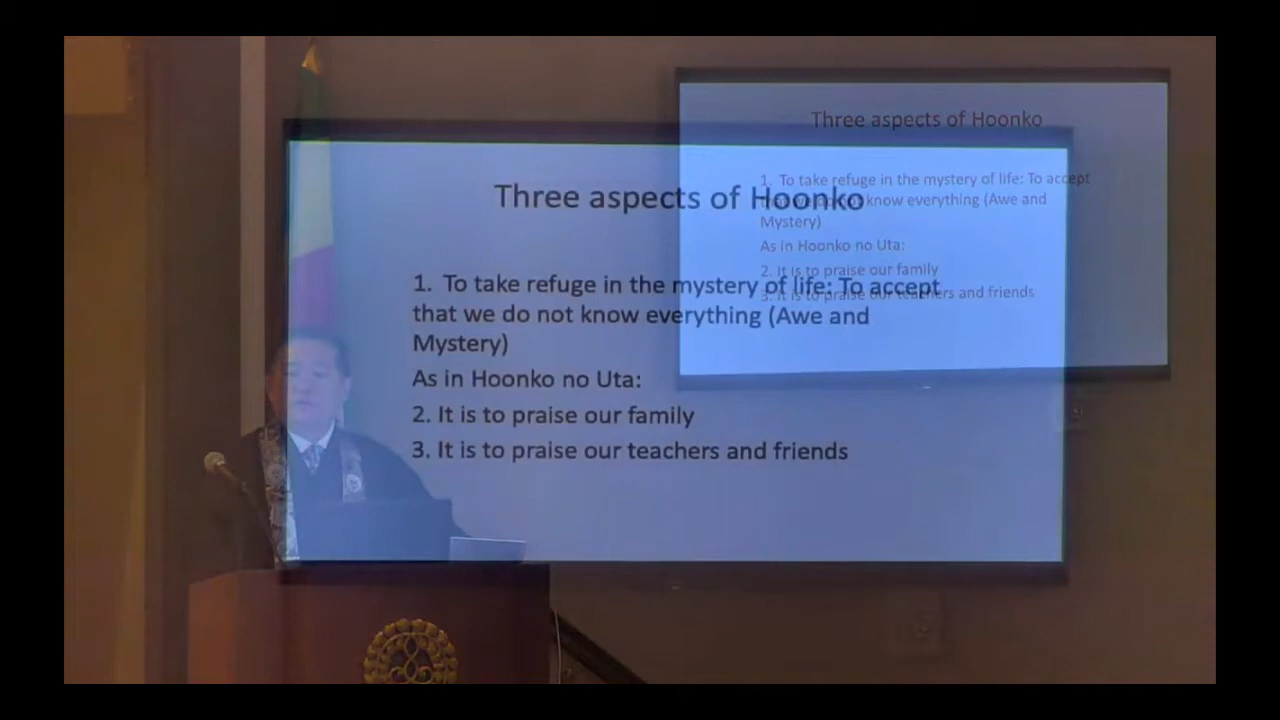 Three aspects of Hoonko
1. To take refuge in the mystery of life: To accept
that we do not know everything (Awe and
Mystery)
As in Hoonko no Uta:
2. It is to praise our family
3. It is to praise our teachers and friends
Three aspects of Hoonko
1. To take refuge in the mystery of life: To accept
that we do not know everything (Awe and
Mystery)
As in Hoonko no Uta:
2. It is to praise our family
3. It is to praise our teachers and friends